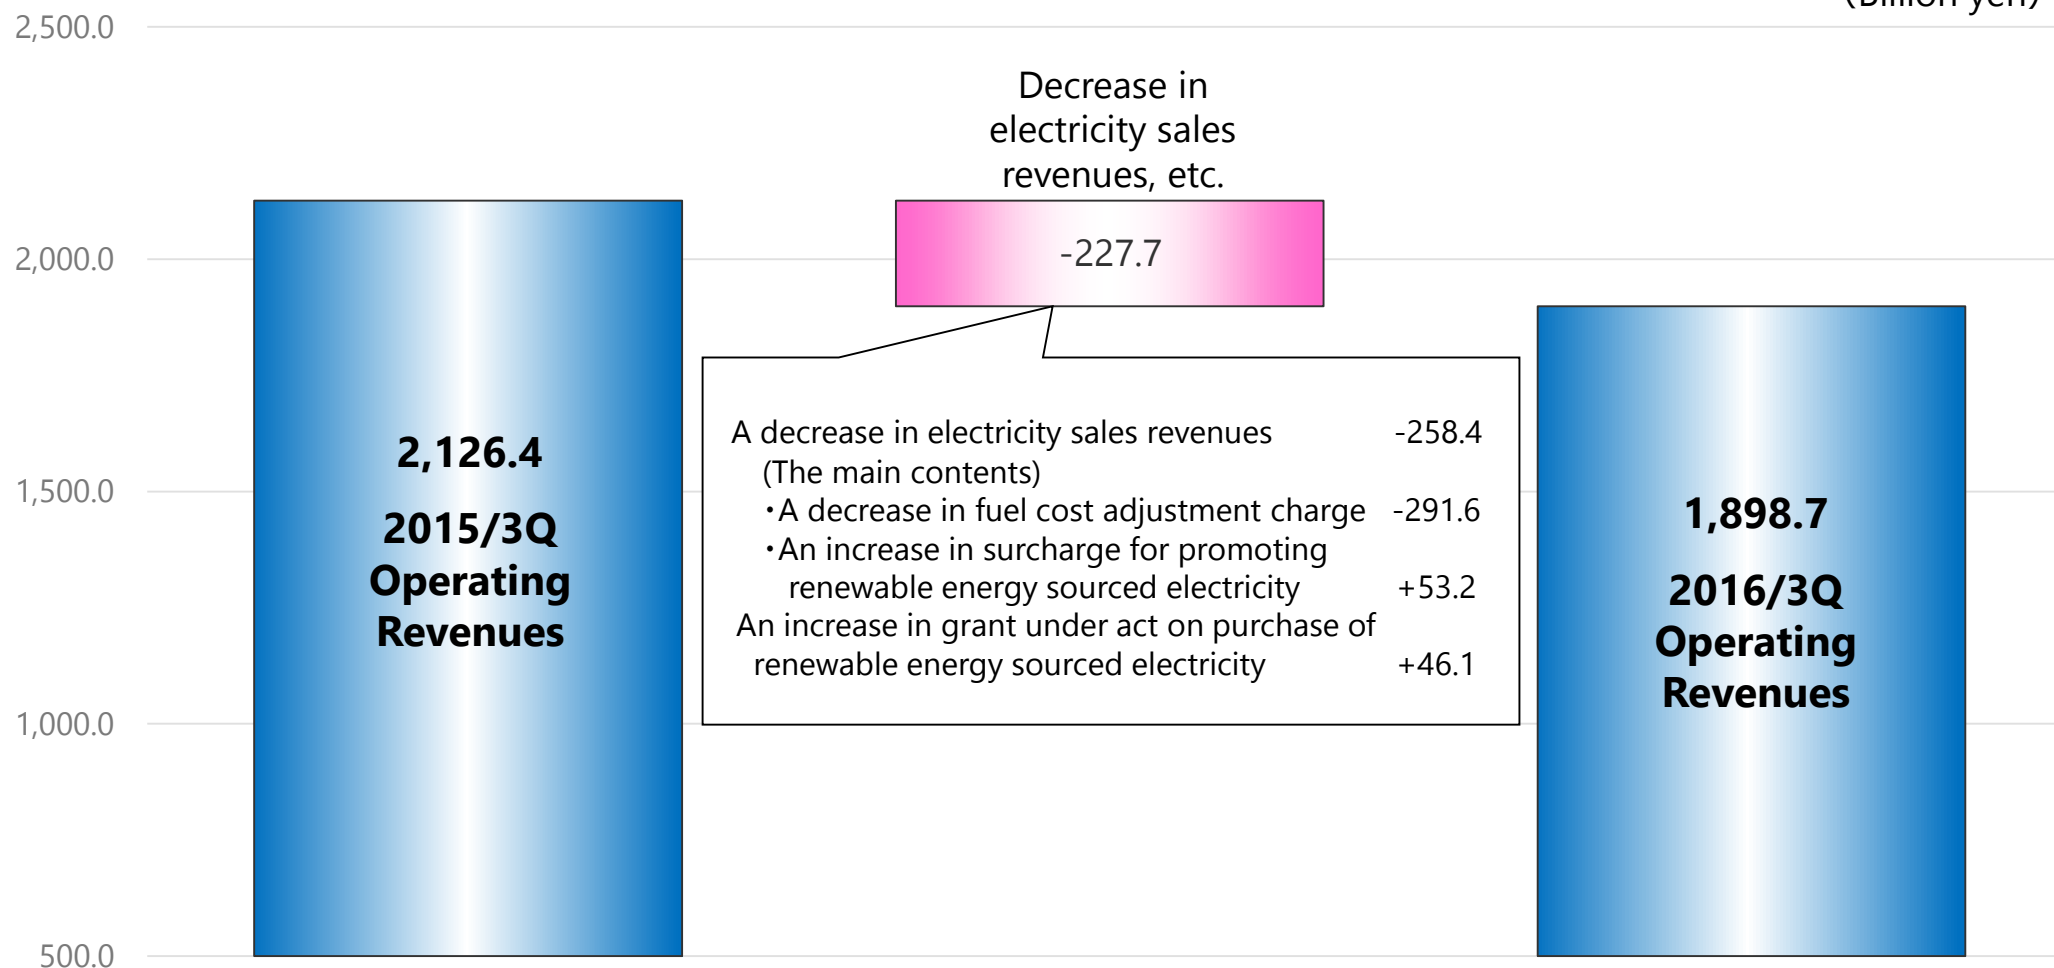 (Billion yen)
2,500.0
2,000.0
1,500.0
1,000.0
500.0
2,126.4
2015/3Q
Operating
Revenues
Decrease in
electricity sales
revenues, etc.
-227.7
A decrease in electricity sales revenues -258.4
(The main contents)
・A decrease in fuel cost adjustment charge -291.6
・An increase in surcharge for promoting
renewable energy sourced electricity +53.2
An increase in grant under act on purchase of
renewable energy sourced electricity +46.1
1,898.7
2016/3Q
Operating
Revenues